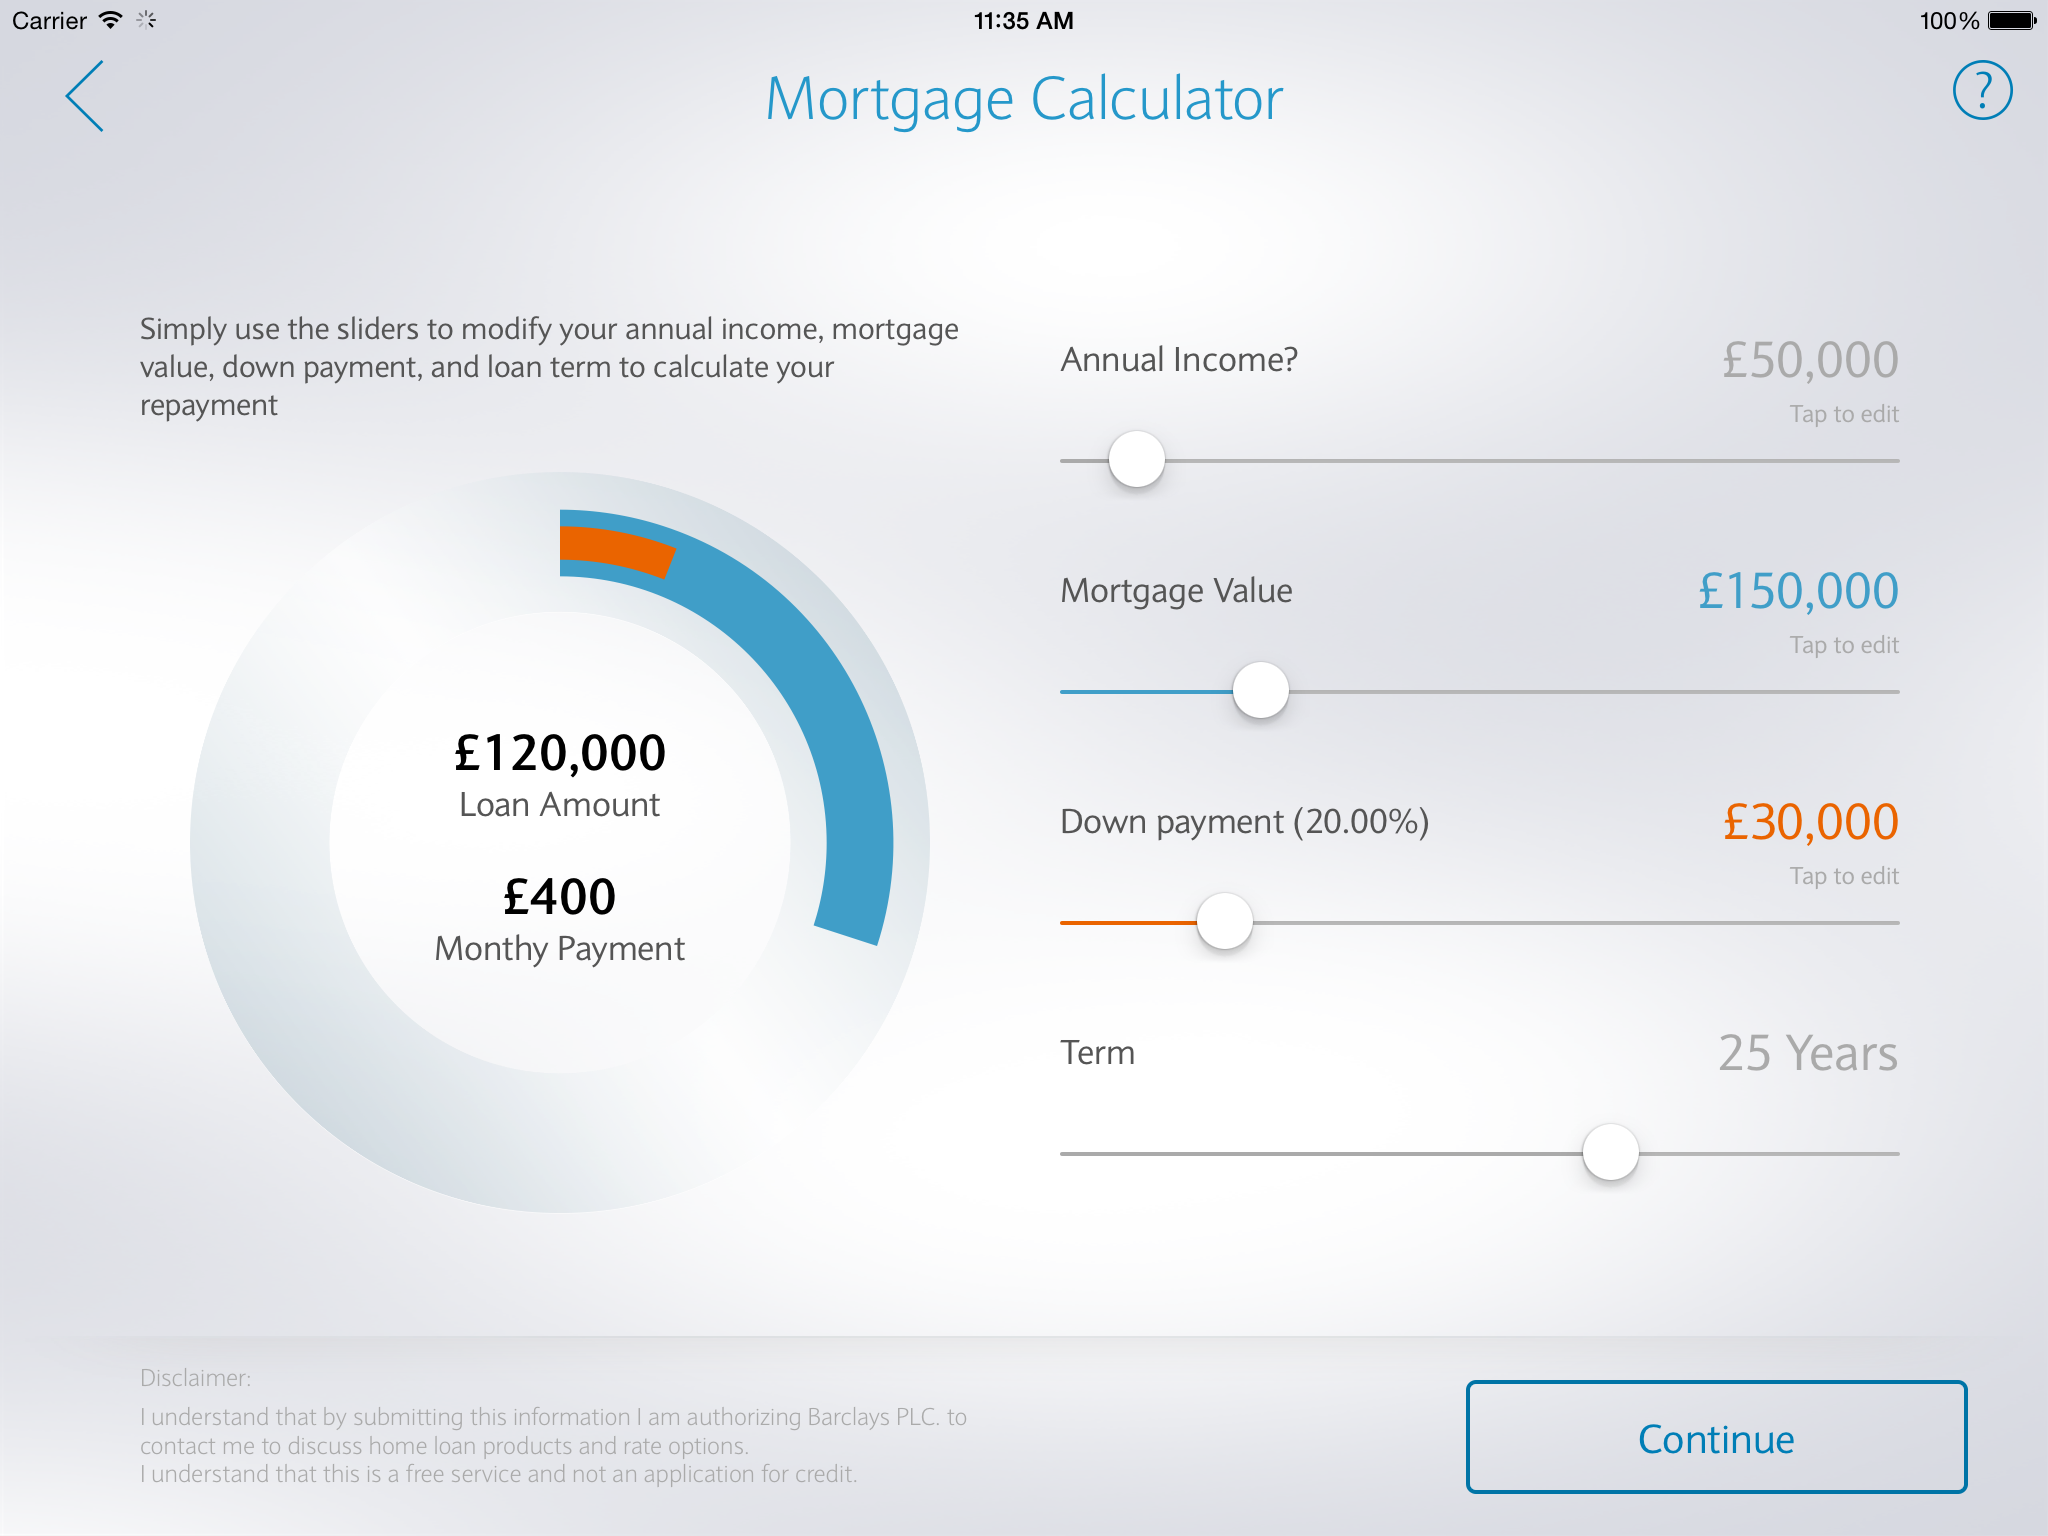 Carrier 11:35 AM 100%
Mortgage Calculator
?
Simply use the sliders to modify your annual income, mortgage
value, down payment, and loan term to calculate your
repayment
£120,000
Loan Amount
£400
Monthy Payment
Annual Income? £50,000
Tap to edit
Mortgage Value £150,000
Tap to edit
Down payment (20.00%) £30,000
Tap to edit
Term 25 Years
Disclaimer:
I understand that by submitting this information I am authorizing Barclays PLC. to
contact me to discuss home loan products and rate options.
I understand that this is a free service and not an application for credit.
Continue